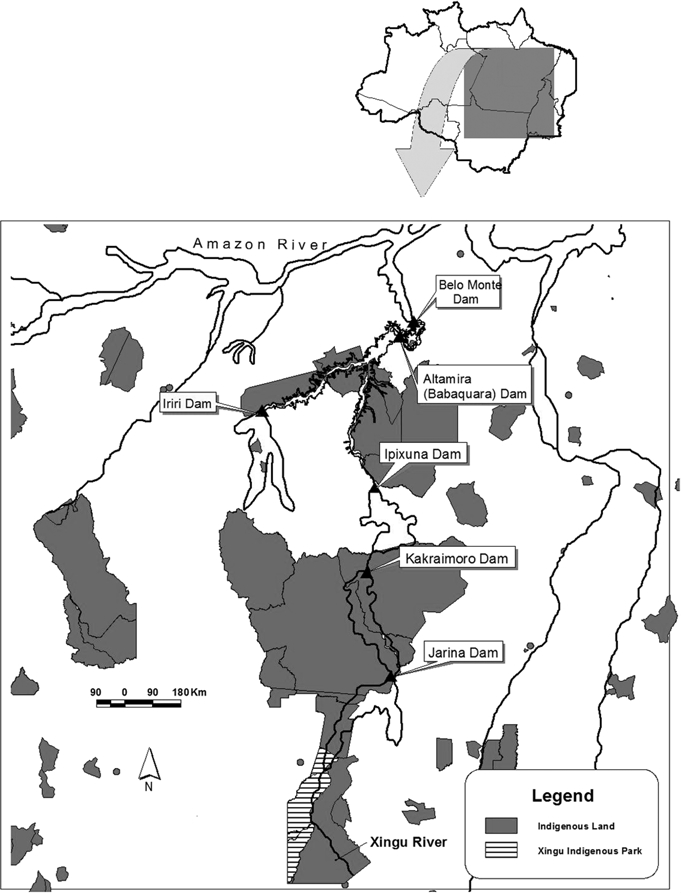 Amazon River
Belo Monte
Dam
Altamira
(Babaquara) Dam
Iriri Dam
Ipixuna Dam
Kakraimoro Dam
Jarina Dam
90 0 90 180 Km
N
Xingu River
Legend
Indigenous Land
Xingu Indigenous Park